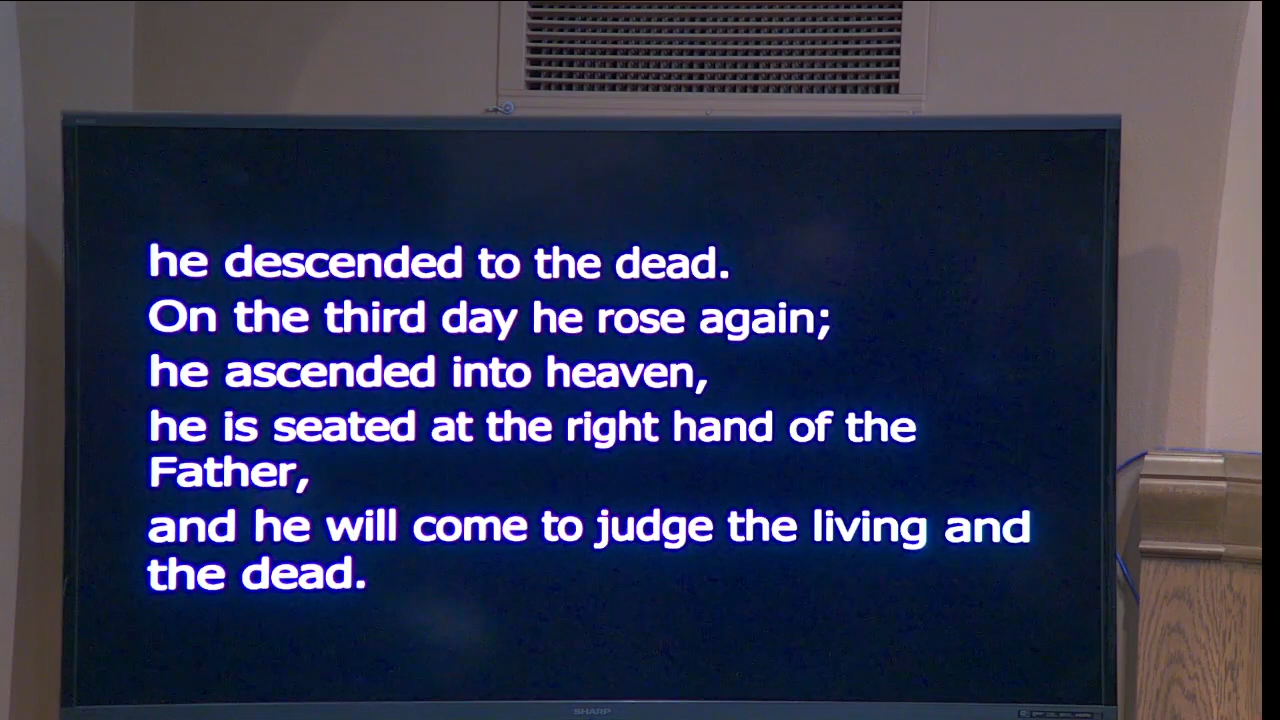 he descended to the dead.
On the third day he rose again;
he ascended into heaven,
he is seated at the right hand of the
Father,
and he will come to judge the living and
the dead.
SHARP